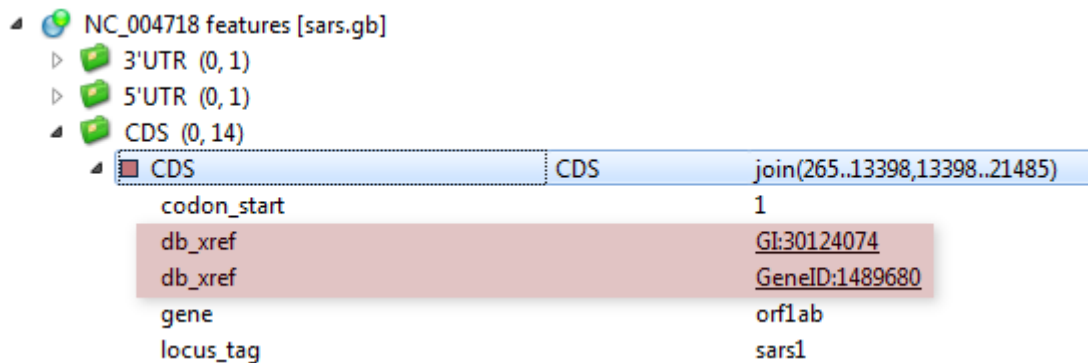 NC_004718 features [sars.gb]
3'UTR (0, 1)
5'UTR (0, 1)
CDS (0, 14)
CDS CDS join(265..13398,13398..21485)
codon_start 1
db_xref GI:30124074
db_xref GeneID:1489680
gene orf1ab
locus_tag sars1